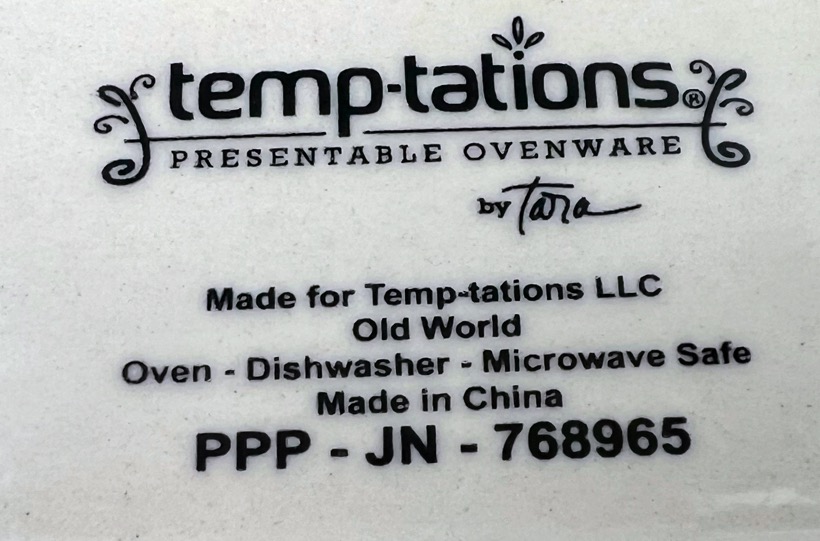 temp-tations®
PRESENTABLE OVENWARE
by Tara
Made for Temp-tations LLC
Old World
Oven - Dishwasher - Microwave Safe
Made in China
PPP - JN - 768965